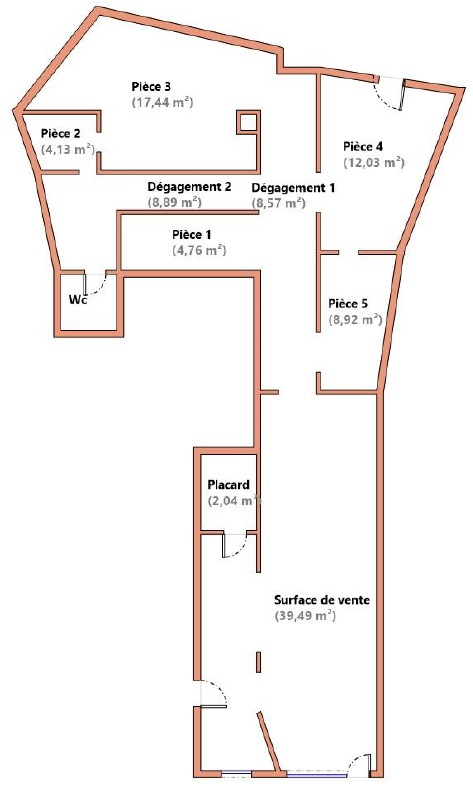 Pièce 3
(17,44 m²)
Pièce 2
(4,13 m²)
Pièce 4
(12,03 m²)
Dégagement 2
(8,89 m²)
Dégagement 1
(8,57 m²)
Pièce 1
(4,76 m²)
Wc
Pièce 5
(8,92 m²)
Placard
(2,04 m²)
Surface de vente
(39,49 m²)